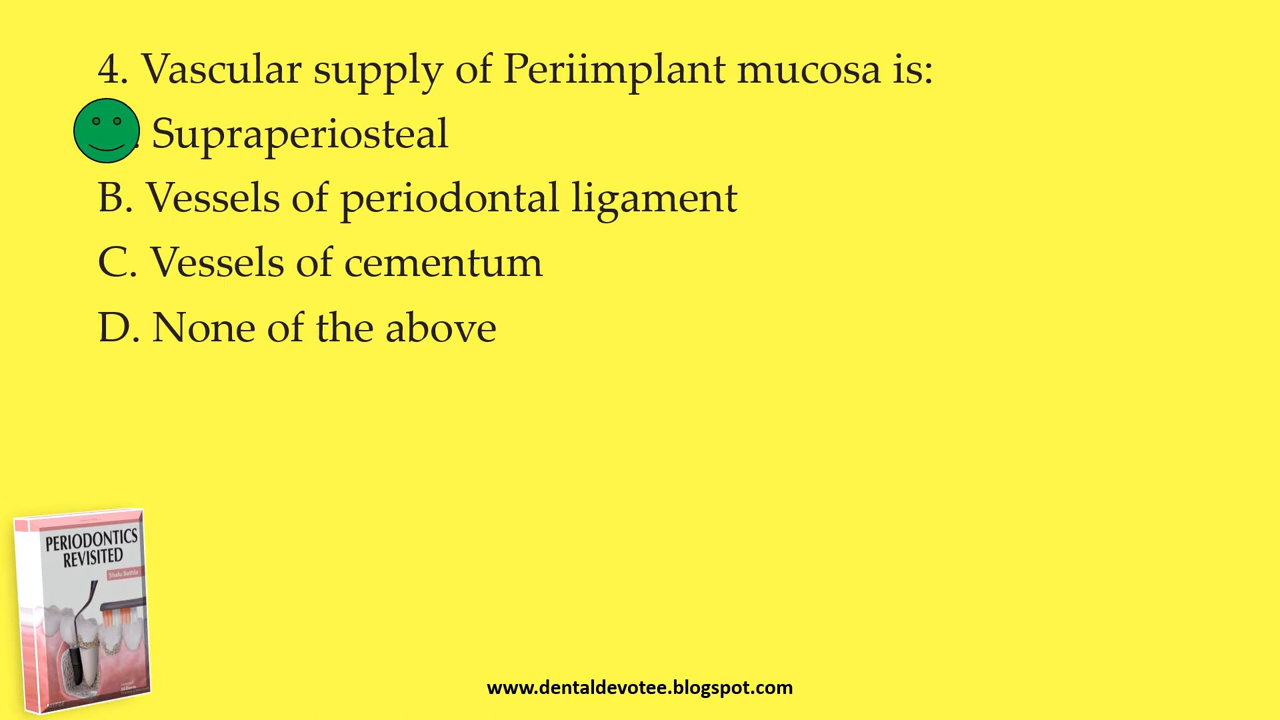 4. Vascular supply of Periimplant mucosa is:
. Supraperiosteal
B. Vessels of periodontal ligament
C. Vessels of cementum
D. None of the above
PERIODONTICS
REVISITED
www.dentaldevotee.blogspot.com